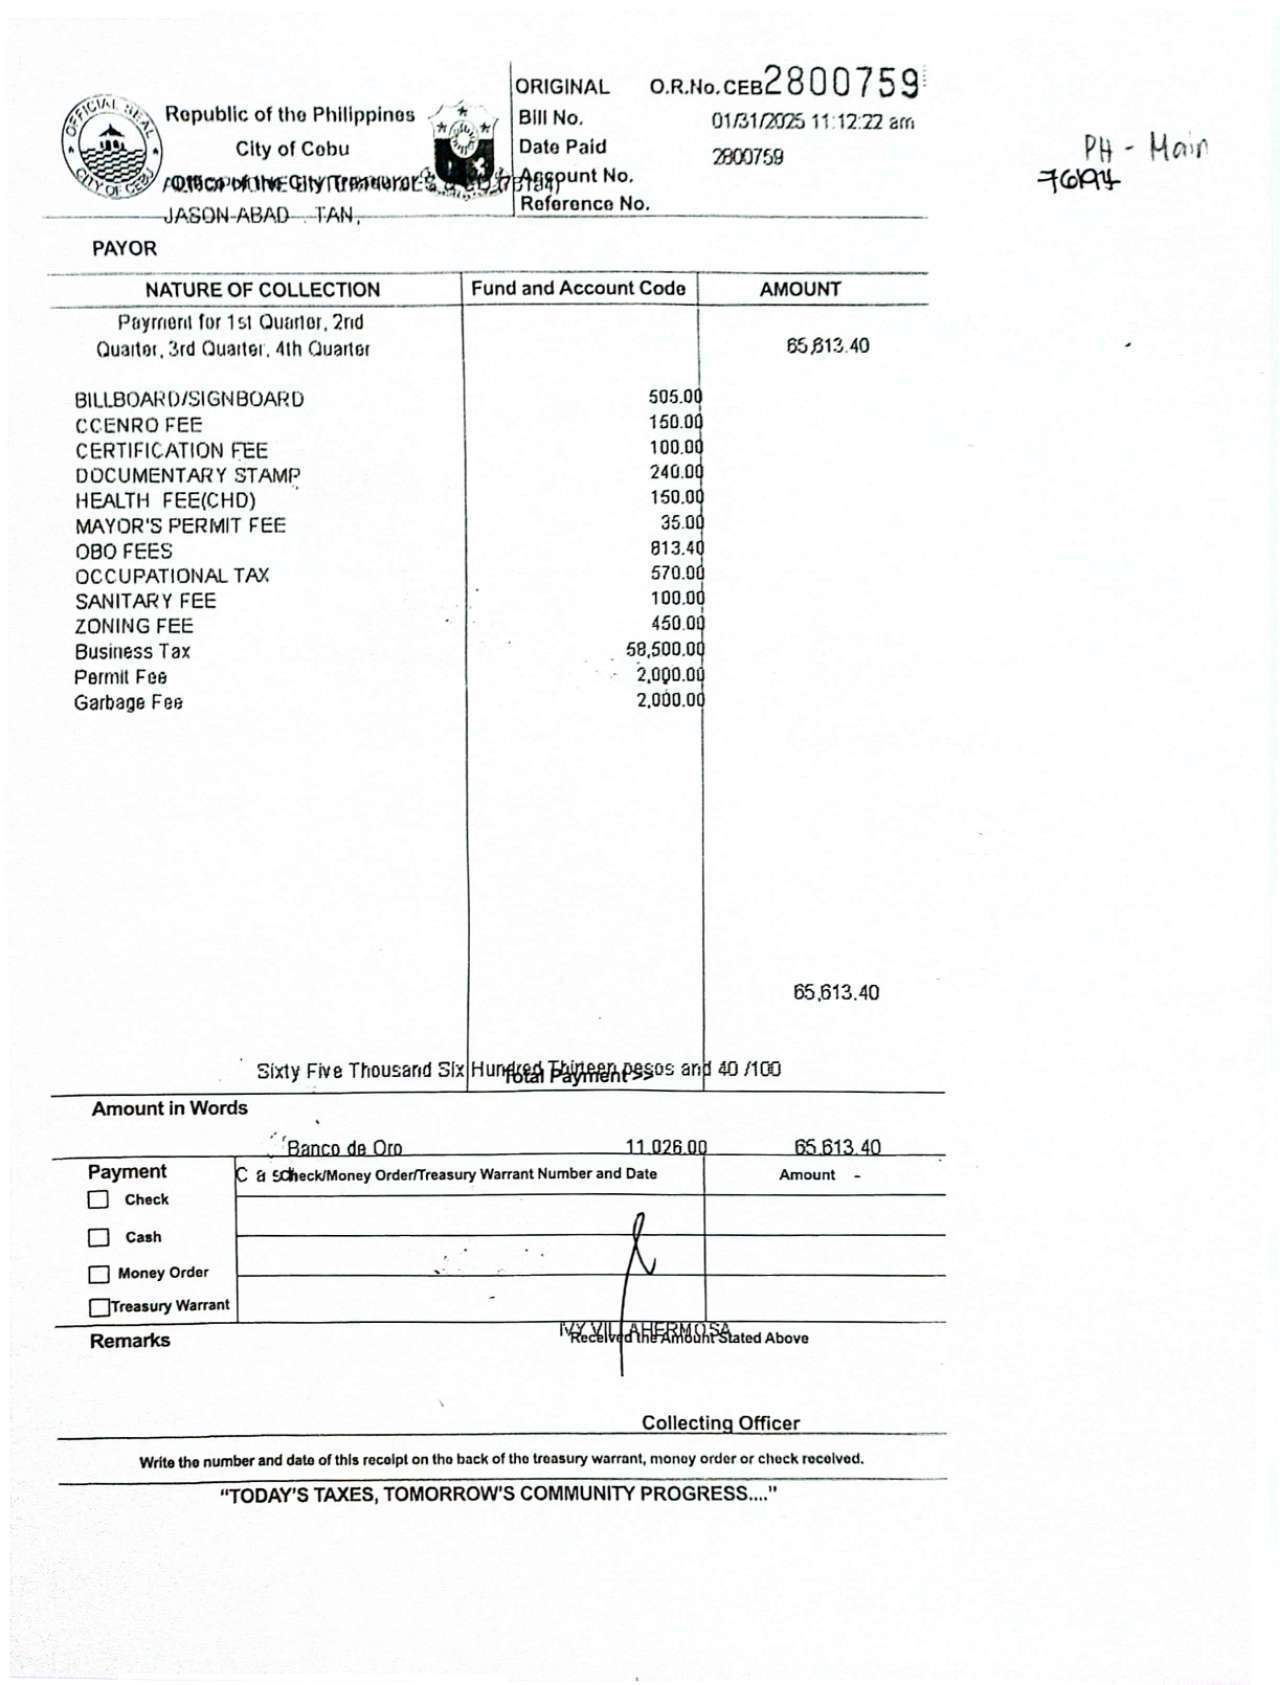 ORIGINAL O.R.No. CEB 2800759
Republic of the Philippines
City of Cebu
Office of the City Treasurer
OFFICIAL SEAL
CITY OF CEBU
Bill No. 01/31/2025 11:12:22 am
Date Paid 2800759
Account No.
Reference No.
PH - Main
JASON ABAD TAN,
PAYOR
NATURE OF COLLECTION Fund and Account Code AMOUNT
Payment for 1st Quarter, 2nd
Quarter, 3rd Quarter, 4th Quarter 65,613.40
BILLBOARD/SIGNBOARD 505.00
CCENRO FEE 150.00
CERTIFICATION FEE 100.00
DOCUMENTARY STAMP 240.00
HEALTH FEE(CHD) 150.00
MAYOR'S PERMIT FEE 35.00
OBO FEES 813.40
OCCUPATIONAL TAX 570.00
SANITARY FEE 100.00
ZONING FEE 450.00
Business Tax 58,500.00
Permit Fee 2,000.00
Garbage Fee 2,000.00
65,613.40
Sixty Five Thousand Six Hundred Thirteen pesos and 40 /100
Total Payment >>
Amount in Words
Banco de Oro 11,026.00 65,613.40
Payment Cash Check/Money Order/Treasury Warrant Number and Date Amount -
Check
Cash
Money Order
Treasury Warrant
IVY VILLAHERMOSA
Remarks Received the Amount Stated Above
Collecting Officer
Write the number and date of this receipt on the back of the treasury warrant, money order or check received.
"TODAY'S TAXES, TOMORROW'S COMMUNITY PROGRESS...."